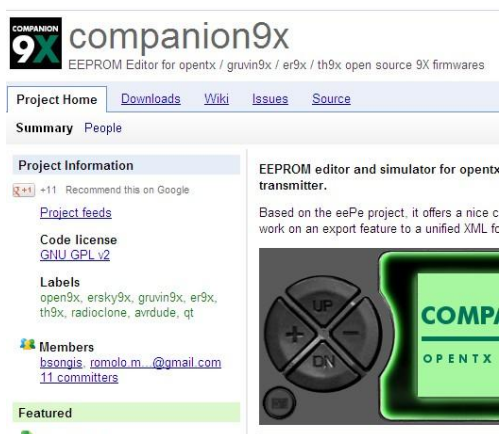 COMPANION
9X
companion9x
EEPROM Editor for opentx / gruvin9x / er9x / th9x open source 9X firmwares
Project Home Downloads Wiki Issues Source
Summary People
Project Information
+1 +11 Recommend this on Google
Project feeds
Code license
GNU GPL v2
Labels
open9x, ersky9x, gruvin9x, er9x,
th9x, radioclone, avrdude, qt
Members
bsongis, romolo.m...@gmail.com
11 committers
Featured
EEPROM editor and simulator for opentx
transmitter.
Based on the eePe project, it offers a nice c
work on an export feature to a unified XML fo
UP
+ -
DN
COMPA
OPENTX